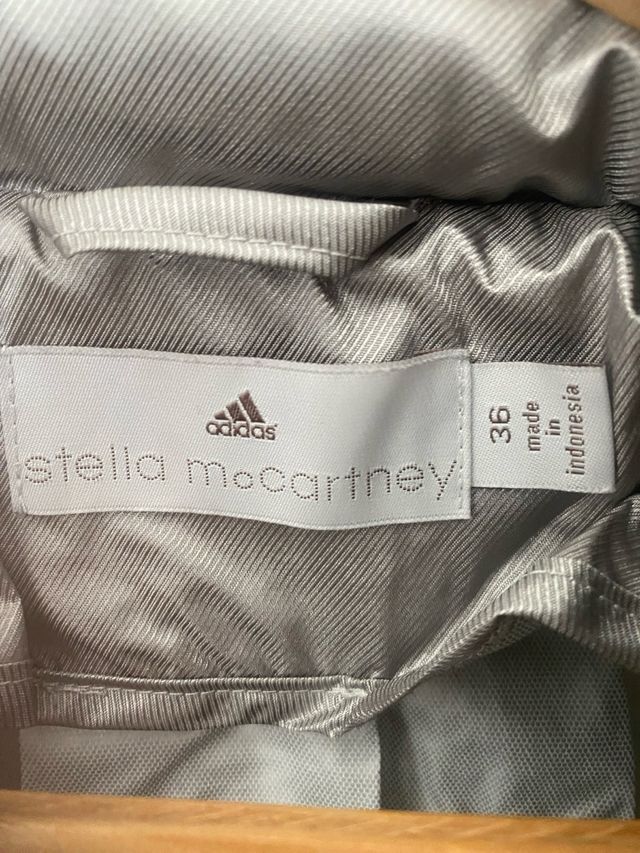 adidas
stella mccartney
36
made
in
indonesia